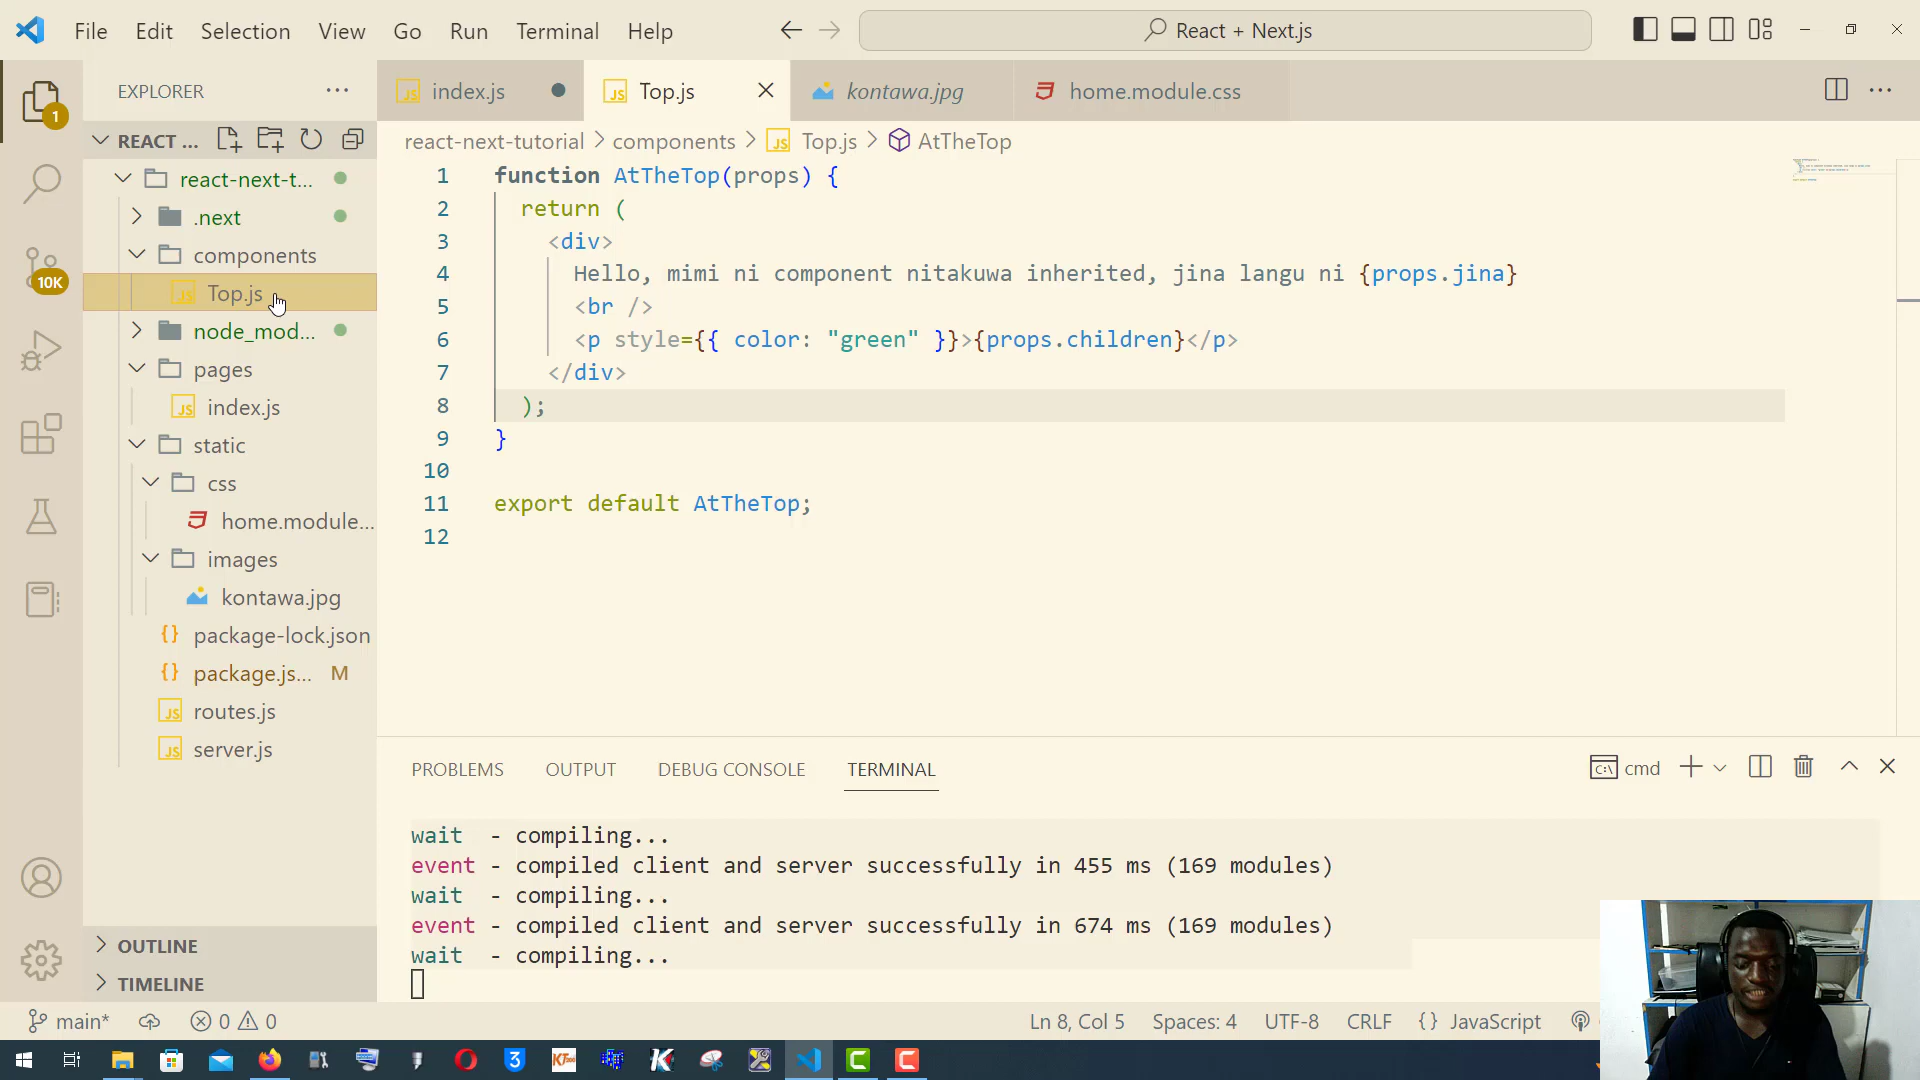 File Edit Selection View Go Run Terminal Help
React + Next.js
EXPLORER
index.js
Top.js
kontawa.jpg
home.module.css
REACT ...
react-next-tutorial > components > Top.js > AtTheTop
react-next-t...
.next
components
Top.js
node_mod...
pages
index.js
static
css
home.module...
images
kontawa.jpg
package-lock.json
package.js... M
routes.js
server.js
OUTLINE
TIMELINE
1
10K
1 function AtTheTop(props) {
2 return (
3 <div>
4 Hello, mimi ni component nitakuwa inherited, jina langu ni {props.jina}
5 <br />
6 <p style={{ color: "green" }}>{props.children}</p>
7 </div>
8 );
9 }
10
11 export default AtTheTop;
12
PROBLEMS OUTPUT DEBUG CONSOLE TERMINAL
cmd
wait - compiling...
event - compiled client and server successfully in 455 ms (169 modules)
wait - compiling...
event - compiled client and server successfully in 674 ms (169 modules)
wait - compiling...
main* 0 0
Ln 8, Col 5 Spaces: 4 UTF-8 CRLF {} JavaScript